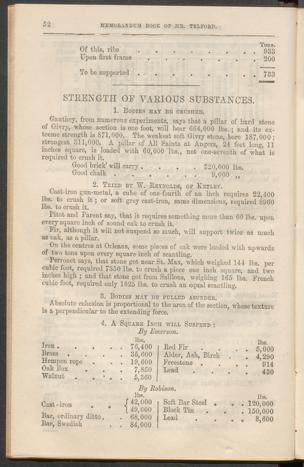 52 MEMORANDUM BOOK OF MR. TELFORD.
Tons.
Of this, ribs . . . . . . 933
Upon first frame . . . . . 200
To be supported . . . . . 733
STRENGTH OF VARIOUS SUBSTANCES.
1. BODIES MAY BE CRUSHED.
Gauthey, from numerous experiments, says that a pillar of hard stone
of Givry, whose section is one foot, will bear 664,000 lbs.; and its ex-
treme strength is 871,000. The weakest soft Givry stone, bore 187,000;
strongest 311,000. A pillar of All Saints at Angers, 24 feet long, 11
inches square, is loaded with 60,000 lbs., not one-seventh of what is
required to crush it.
Good brick will carry . . . . 320,000 lbs.
Good chalk . . . . . 9,000 „
2. TRIED BY W. REYNOLDS, OF KETLEY.
Cast-iron gun-metal, a cube of one-fourth of an inch requires 22,400
lbs. to crush it; or soft grey cast-iron, same dimensions, required 8960
lbs. to crush it.
Pitot and Parent say, that it requires something more than 60 lbs. upon
every square inch of sound oak to crush it.
Fir, although it will not suspend so much, will support twice as much
as oak, as a pillar.
On the centres at Orleans, some pieces of oak were loaded with upwards
of two tons upon every square inch of scantling.
Perronet says, that stone got near St. Max, which weighed 144 lbs. per
cubic foot, required 7350 lbs. to crush a piece one inch square, and two
inches high; and that stone got from Saillons, weighing 165 lbs. French
cubic foot, required only 1825 lbs. to crush an equal scantling.
3. BODIES MAY BE PULLED ASUNDER.
Absolute cohesion is proportional to the area of the section, whose texture
is a perpendicular to the extending force.
4. A SQUARE INCH WILL SUSPEND:
By Emerson.
lbs. lbs.
Iron . . . 76,400 Red Fir . . . 5,000
Brass . . . 35,600 Alder, Ash, Birch . . 4,290
Hempen rope . . 19,600 Freestone . . . 914
Oak Box . . . 7,850 Lead . . . 430
Walnut . . . 5,360
By Robison.
lbs. lbs.
Cast-iron . . { 42,000 Soft Bar Steel . . 120,000
{ 49,000 Black Tin . . . 150,000
Bar, ordinary ditto . 68,000 Lead . . . 8,600
Bar, Swedish . . 84,000